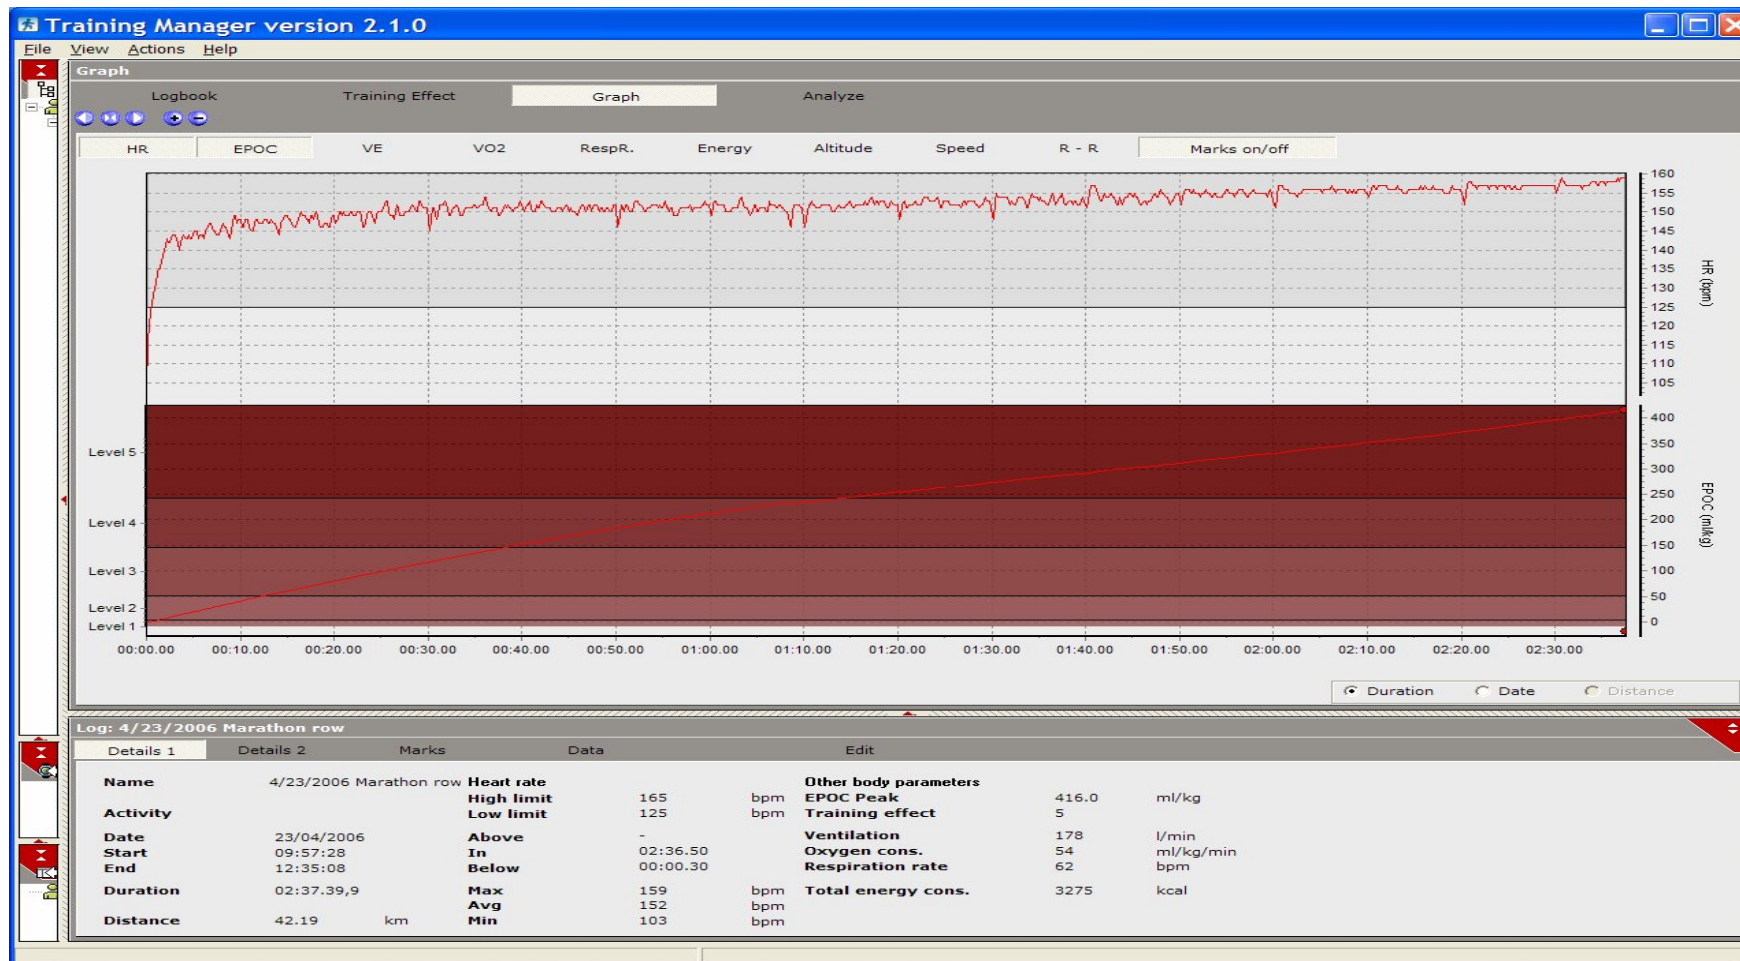 Training Manager version 2.1.0
File View Actions Help
Graph
Logbook Training Effect Graph Analyze
HR EPOC VE VO2 RespR. Energy Altitude Speed R - R Marks on/off
160
155
150
145
140
135
130
125
120
115
110
105
HR (bpm)
400
350
300
250
200
150
100
50
0
EPOC (ml/kg)
Level 5
Level 4
Level 3
Level 2
Level 1
00:00.00 00:10.00 00:20.00 00:30.00 00:40.00 00:50.00 01:00.00 01:10.00 01:20.00 01:30.00 01:40.00 01:50.00 02:00.00 02:10.00 02:20.00 02:30.00
Duration Date Distance
Log: 4/23/2006 Marathon row
Details 1 Details 2 Marks Data Edit
Name 4/23/2006 Marathon row Heart rate Other body parameters
High limit 165 bpm EPOC Peak 416.0 ml/kg
Activity Low limit 125 bpm Training effect 5
Date 23/04/2006 Above - Ventilation 178 l/min
Start 09:57:28 In 02:36.50 Oxygen cons. 54 ml/kg/min
End 12:35:08 Below 00:00.30 Respiration rate 62 bpm
Duration 02:37.39,9 Max 159 bpm Total energy cons. 3275 kcal
Avg 152 bpm
Distance 42.19 km Min 103 bpm